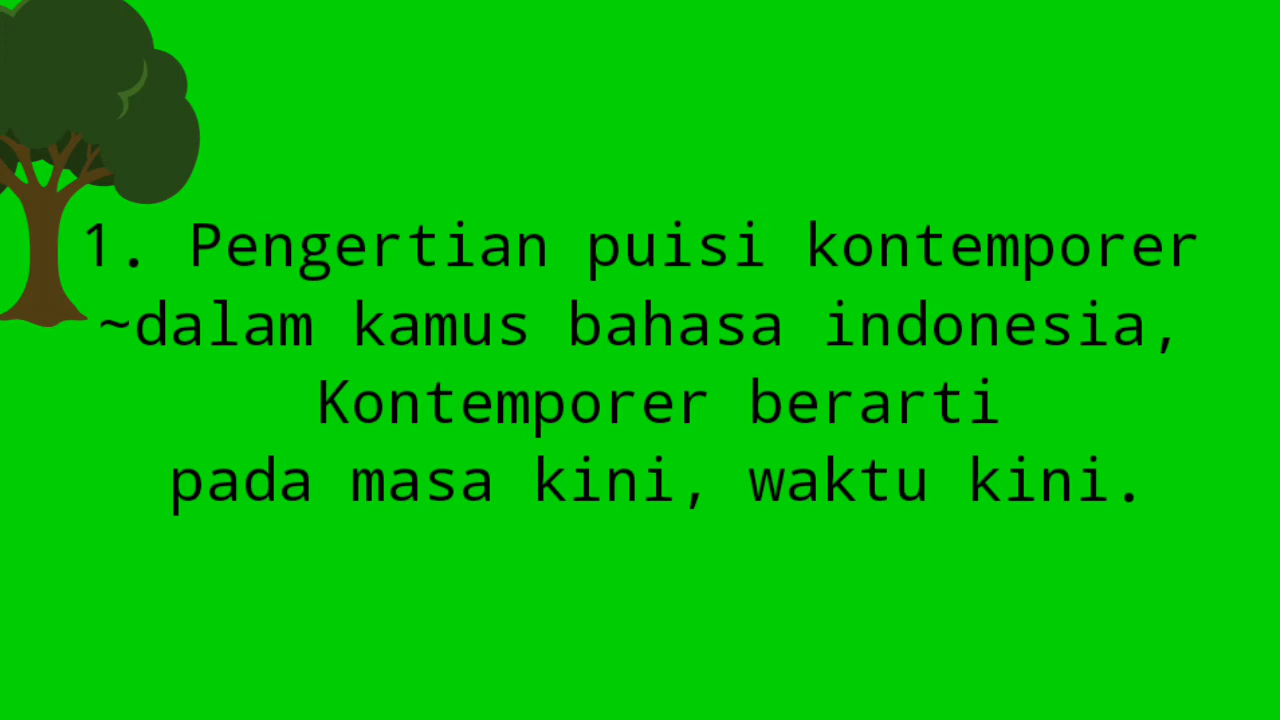 1. Pengertian puisi kontemporer
~dalam kamus bahasa indonesia,
Kontemporer berarti
pada masa kini, waktu kini.